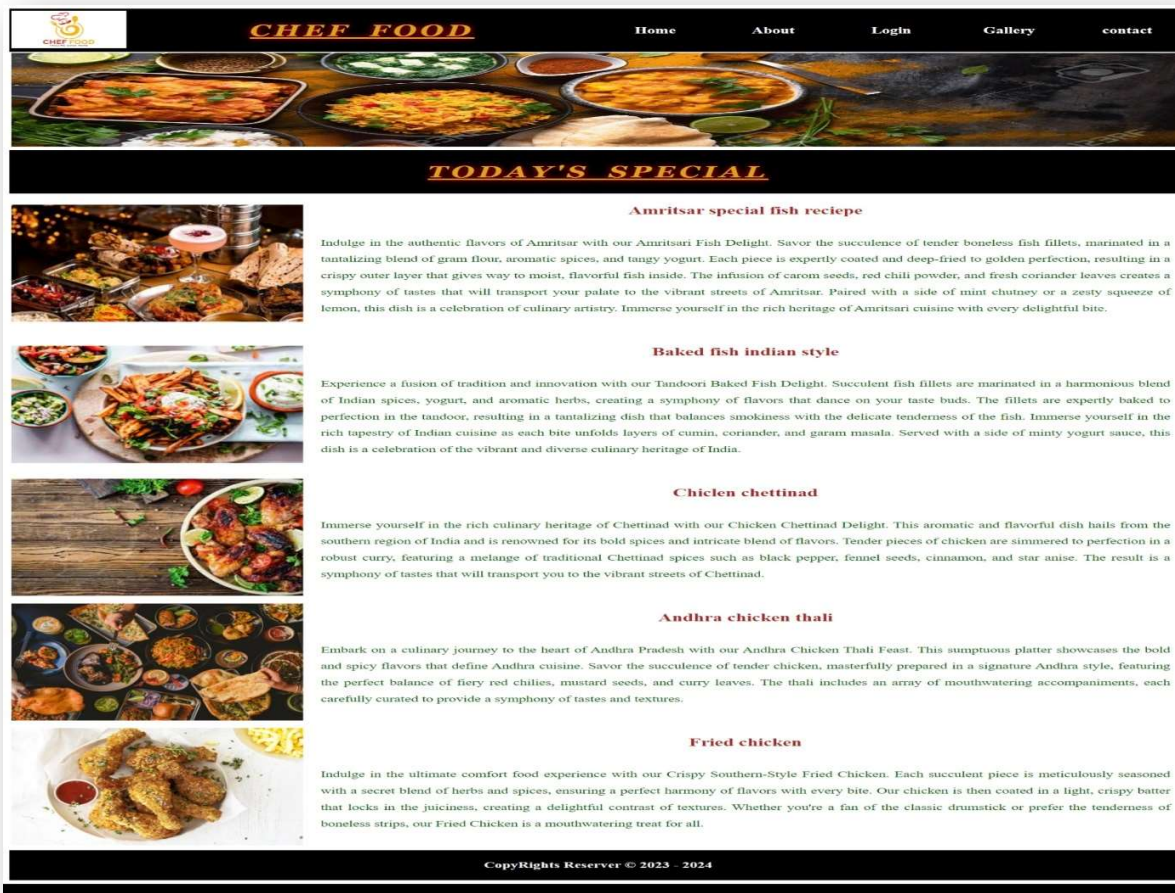 CHEF FOOD
CHEF FOOD
Home About Login Gallery contact
TODAY'S SPECIAL
Amritsar special fish reciepe
Indulge in the authentic flavors of Amritsar with our Amritsari Fish Delight. Savor the succulence of tender boneless fish fillets, marinated in a
tantalizing blend of gram flour, aromatic spices, and tangy yogurt. Each piece is expertly coated and deep-fried to golden perfection, resulting in a
crispy outer layer that gives way to moist, flavorful fish inside. The infusion of carom seeds, red chili powder, and fresh coriander leaves creates a
symphony of tastes that will transport your palate to the vibrant streets of Amritsar. Paired with a side of mint chutney or a zesty squeeze of
lemon, this dish is a celebration of culinary artistry. Immerse yourself in the rich heritage of Amritsari cuisine with every delightful bite.
Baked fish indian style
Experience a fusion of tradition and innovation with our Tandoori Baked Fish Delight. Succulent fish fillets are marinated in a harmonious blend
of Indian spices, yogurt, and aromatic herbs, creating a symphony of flavors that dance on your taste buds. The fillets are expertly baked to
perfection in the tandoor, resulting in a tantalizing dish that balances smokiness with the delicate tenderness of the fish. Immerse yourself in the
rich tapestry of Indian cuisine as each bite unfolds layers of cumin, coriander, and garam masala. Served with a side of minty yogurt sauce, this
dish is a celebration of the vibrant and diverse culinary heritage of India.
Chiclen chettinad
Immerse yourself in the rich culinary heritage of Chettinad with our Chicken Chettinad Delight. This aromatic and flavorful dish hails from the
southern region of India and is renowned for its bold spices and intricate blend of flavors. Tender pieces of chicken are simmered to perfection in a
robust curry, featuring a melange of traditional Chettinad spices such as black pepper, fennel seeds, cinnamon, and star anise. The result is a
symphony of tastes that will transport you to the vibrant streets of Chettinad.
Andhra chicken thali
Embark on a culinary journey to the heart of Andhra Pradesh with our Andhra Chicken Thali Feast. This sumptuous platter showcases the bold
and spicy flavors that define Andhra cuisine. Savor the succulence of tender chicken, masterfully prepared in a signature Andhra style, featuring
the perfect balance of fiery red chilies, mustard seeds, and curry leaves. The thali includes an array of mouthwatering accompaniments, each
carefully curated to provide a symphony of tastes and textures.
Fried chicken
Indulge in the ultimate comfort food experience with our Crispy Southern-Style Fried Chicken. Each succulent piece is meticulously seasoned
with a secret blend of herbs and spices, ensuring a perfect harmony of flavors with every bite. Our chicken is then coated in a light, crispy batter
that locks in the juiciness, creating a delightful contrast of textures. Whether you're a fan of the classic drumstick or prefer the tenderness of
boneless strips, our Fried Chicken is a mouthwatering treat for all.
CopyRights Reserver © 2023 - 2024